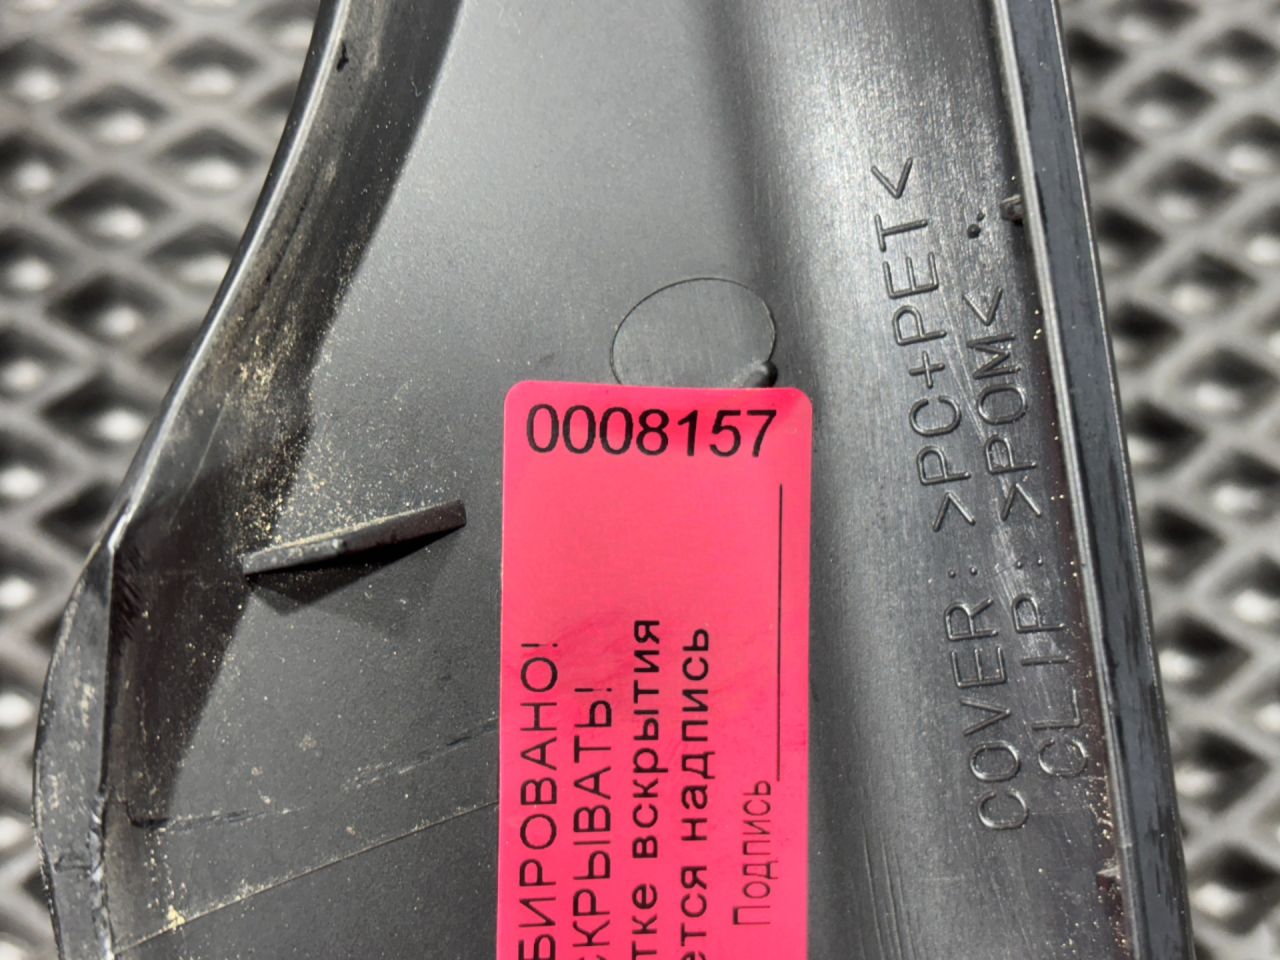 0008157
БИРОВАНО!
СКРЫВАТЬ!
тке вскрытия
ется надпись
Подпись
COVER: >PC+PET<
CLIP: >POM<